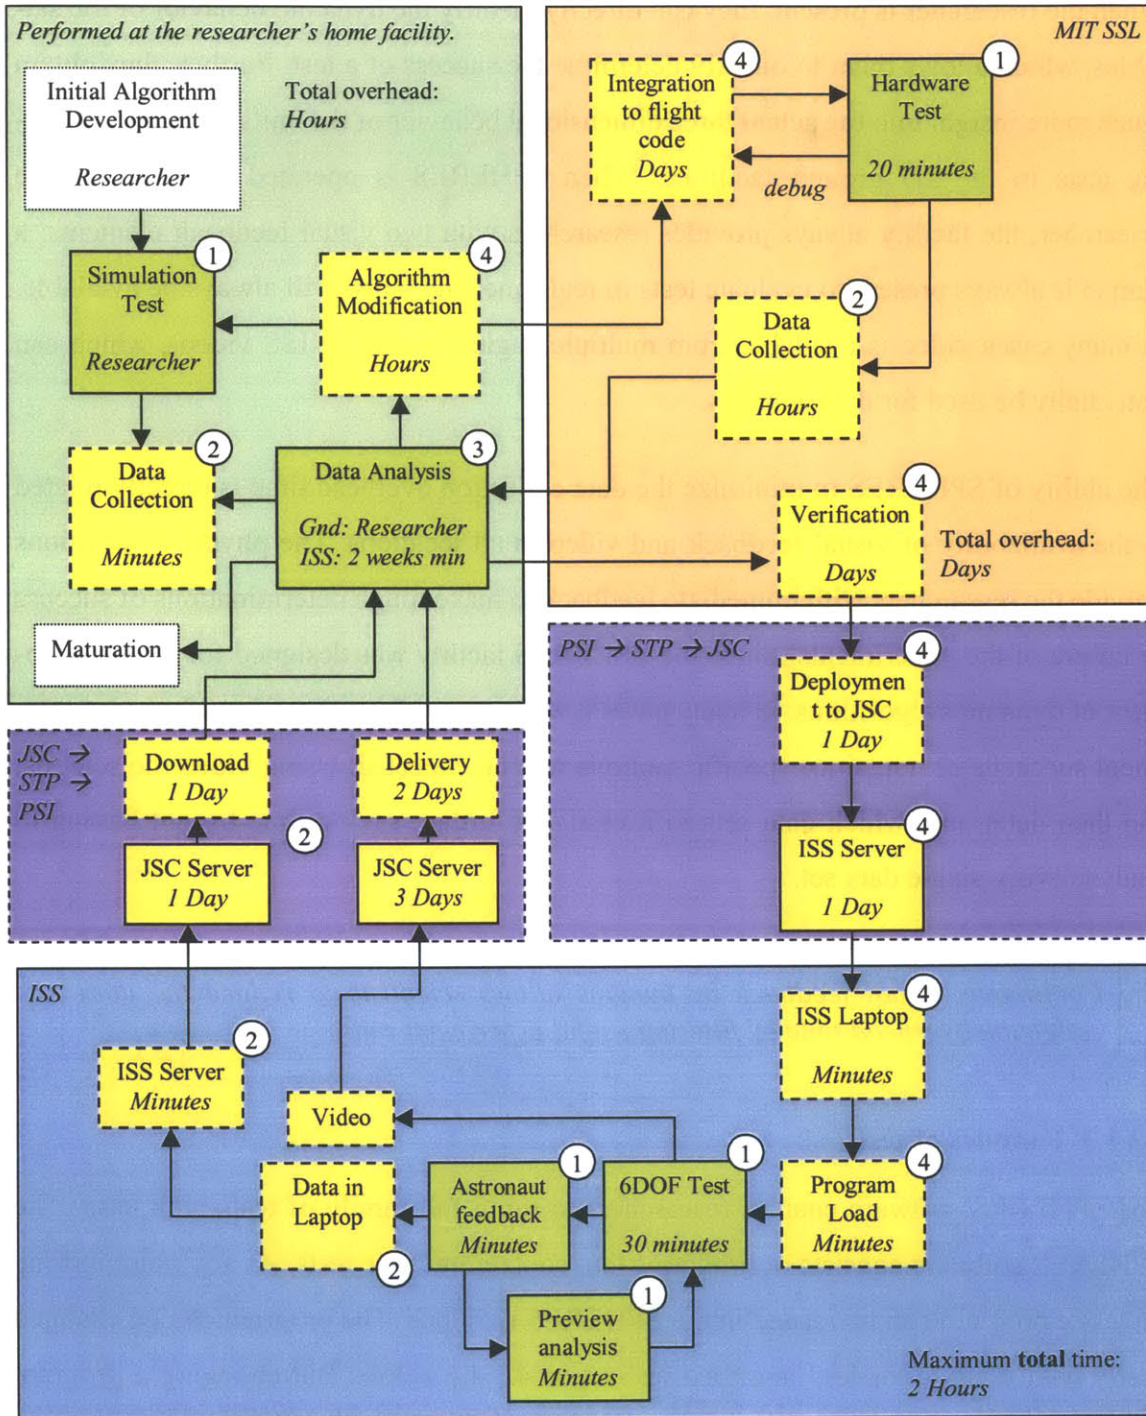 Performed at the researcher's home facility.
Initial Algorithm
Development
Researcher
Total overhead:
Hours
1
Simulation
Test
Researcher
4
Algorithm
Modification
Hours
2
Data
Collection
Minutes
3
Data Analysis
Gnd: Researcher
ISS: 2 weeks min
Maturation
MIT SSL
4
Integration
to flight
code
Days
1
Hardware
Test
20 minutes
debug
2
Data
Collection
Hours
4
Verification
Days
Total overhead:
Days
PSI → STP → JSC
4
Deploymen
t to JSC
1 Day
4
ISS Server
1 Day
JSC →
STP →
PSI
Download
1 Day
Delivery
2 Days
2
JSC Server
1 Day
JSC Server
3 Days
ISS
4
ISS Laptop
Minutes
2
ISS Server
Minutes
Video
4
Program
Load
Minutes
1
6DOF Test
30 minutes
1
Astronaut
feedback
Minutes
Data in
Laptop
2
1
Preview
analysis
Minutes
Maximum total time:
2 Hours